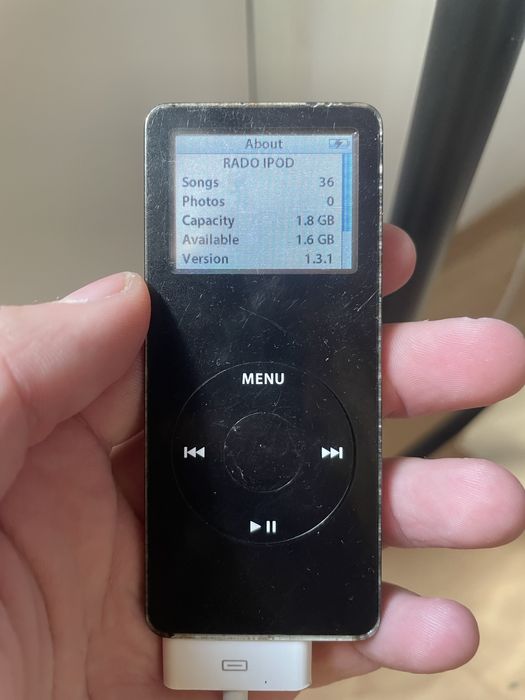 About
RADO IPOD
Songs 36
Photos 0
Capacity 1.8 GB
Available 1.6 GB
Version 1.3.1
MENU